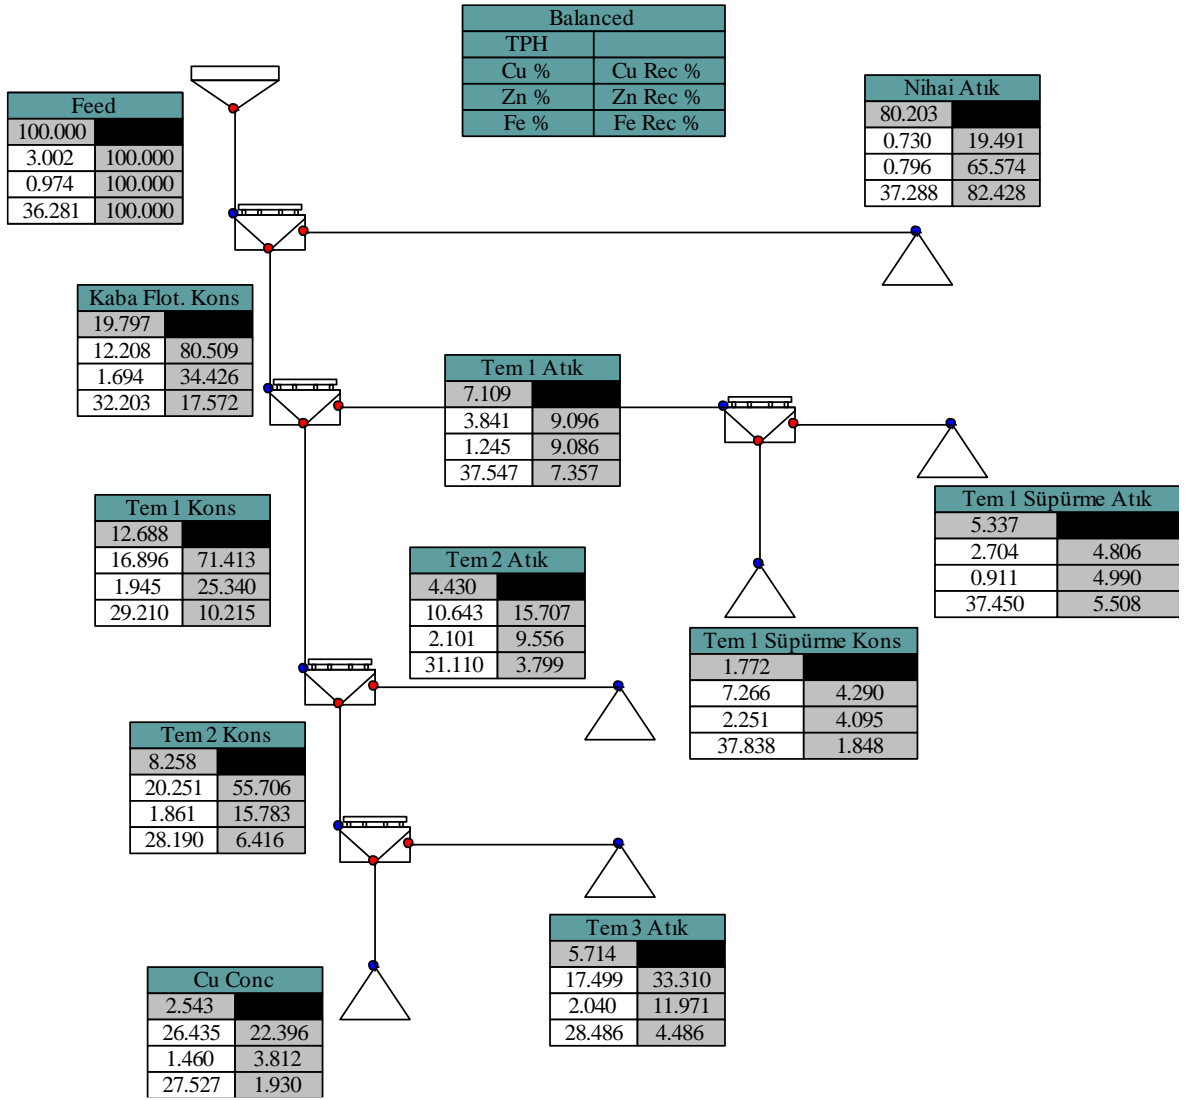 Balanced
TPH
Cu % Cu Rec %
Zn % Zn Rec %
Fe % Fe Rec %
Feed
100.000
3.002 100.000
0.974 100.000
36.281 100.000
Nihai Atık
80.203
0.730 19.491
0.796 65.574
37.288 82.428
Kaba Flot. Kons
19.797
12.208 80.509
1.694 34.426
32.203 17.572
Tem 1 Atık
7.109
3.841 9.096
1.245 9.086
37.547 7.357
Tem 1 Kons
12.688
16.896 71.413
1.945 25.340
29.210 10.215
Tem 2 Atık
4.430
10.643 15.707
2.101 9.556
31.110 3.799
Tem 1 Süpürme Atık
5.337
2.704 4.806
0.911 4.990
37.450 5.508
Tem 1 Süpürme Kons
1.772
7.266 4.290
2.251 4.095
37.838 1.848
Tem 2 Kons
8.258
20.251 55.706
1.861 15.783
28.190 6.416
Tem 3 Atık
5.714
17.499 33.310
2.040 11.971
28.486 4.486
Cu Conc
2.543
26.435 22.396
1.460 3.812
27.527 1.930